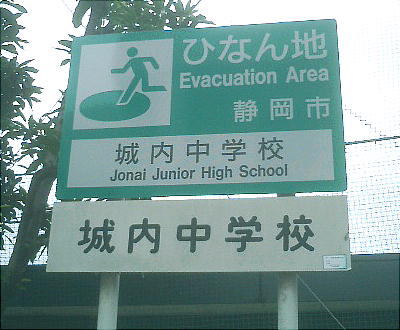 ひなん地
Evacuation Area
静岡市
城内中学校
Jonai Junior High School
城内中学校